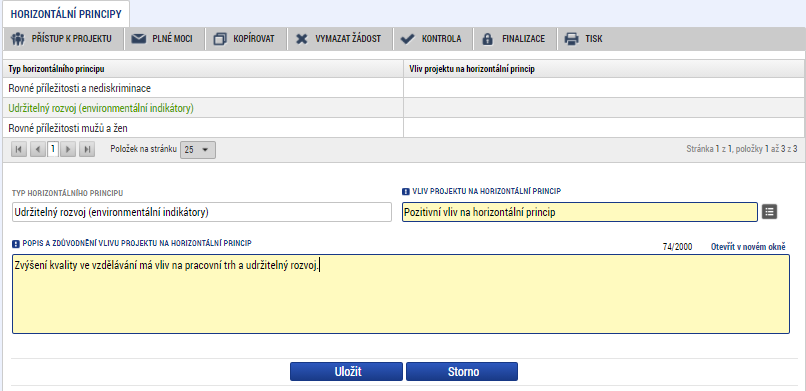 HORIZONTÁLNÍ PRINCIPY
PŘÍSTUP K PROJEKTU PLNÉ MOCI KOPÍROVAT VYMAZAT ŽÁDOST KONTROLA FINALIZACE TISK
Typ horizontálního principu Vliv projektu na horizontální princip
Rovné příležitosti a nediskriminace
Udržitelný rozvoj (environmentální indikátory)
Rovné příležitosti mužů a žen
1 Položek na stránku 25 Stránka 1 z 1, položky 1 až 3 z 3
TYP HORIZONTÁLNÍHO PRINCIPU VLIV PROJEKTU NA HORIZONTÁLNÍ PRINCIP
Udržitelný rozvoj (environmentální indikátory) Pozitivní vliv na horizontální princip
POPIS A ZDŮVODNĚNÍ VLIVU PROJEKTU NA HORIZONTÁLNÍ PRINCIP 74/2000 Otevřít v novém okně
Zvýšení kvality ve vzdělávání má vliv na pracovní trh a udržitelný rozvoj.
Uložit Storno